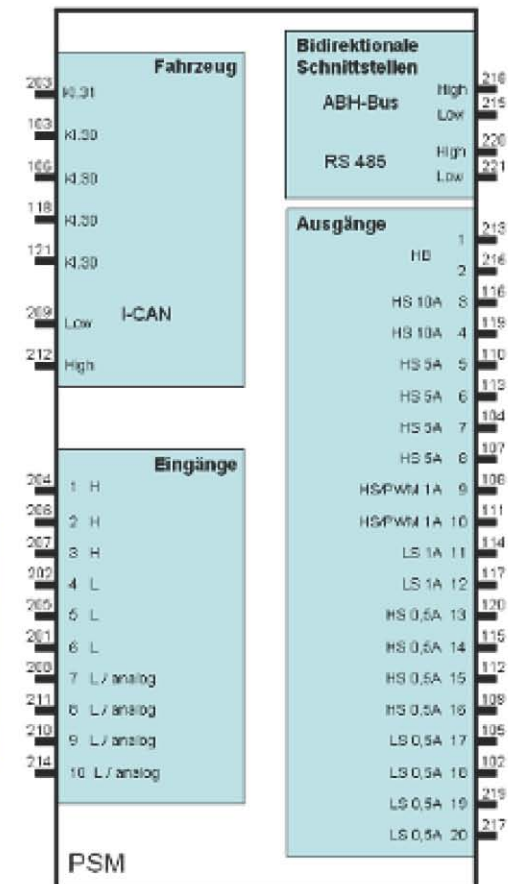 Fahrzeug
203 Kl.31
103 Kl.30
106 Kl.30
118 Kl.30
121 Kl.30
I-CAN
209 Low
212 High
Eingänge
204 1 H
206 2 H
207 3 H
202 4 L
205 5 L
201 6 L
208 7 L / analog
211 8 L / analog
210 9 L / analog
214 10 L / analog
PSM
Bidirektionale
Schnittstellen
ABH-Bus
High 218
Low 215
RS 485
High 220
Low 221
Ausgänge
HB
1 213
2 216
HS 10A 3 116
HS 10A 4 119
HS 5A 5 110
HS 5A 6 113
HS 5A 7 104
HS 5A 8 107
HS/PWM 1A 9 108
HS/PWM 1A 10 111
LS 1A 11 114
LS 1A 12 117
HS 0,5A 13 120
HS 0,5A 14 115
HS 0,5A 15 112
HS 0,5A 16 109
LS 0,5A 17 105
LS 0,5A 18 102
LS 0,5A 19 219
LS 0,5A 20 217